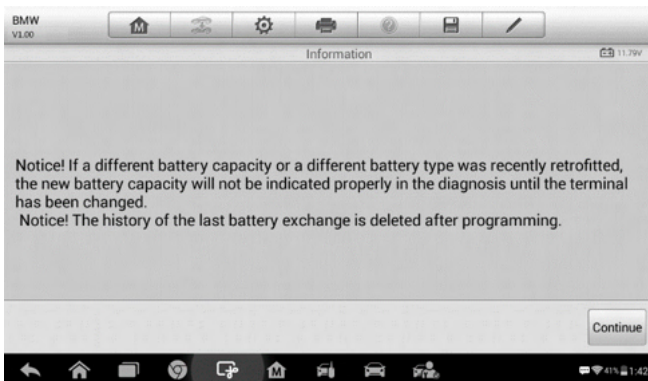 BMW
V1.00
Information
11.79V
Notice! If a different battery capacity or a different battery type was recently retrofitted,
the new battery capacity will not be indicated properly in the diagnosis until the terminal
has been changed.
Notice! The history of the last battery exchange is deleted after programming.
Continue
41% 1:42